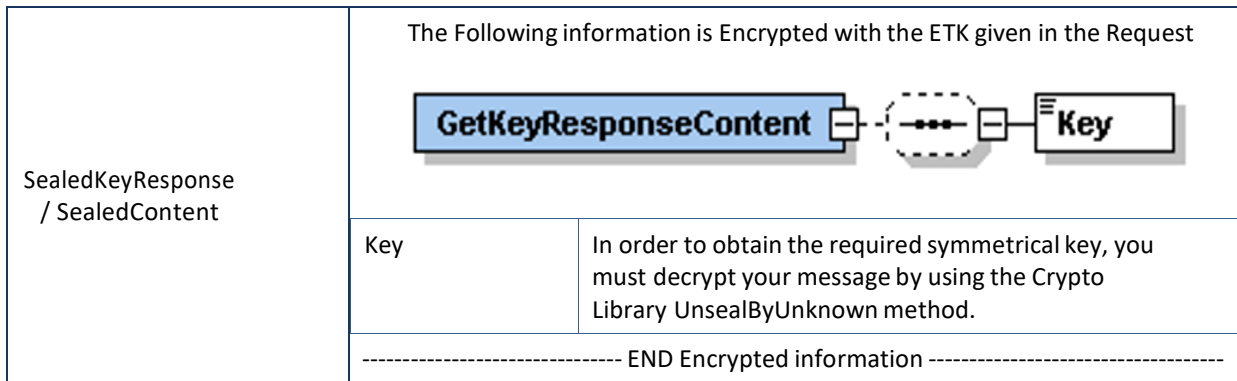 The Following information is Encrypted with the ETK given in the Request
GetKeyResponseContent
Key
SealedKeyResponse
/ SealedContent
Key
In order to obtain the required symmetrical key, you
must decrypt your message by using the Crypto
Library UnsealByUnknown method.
--------------------------------- END Encrypted information -------------------------------------